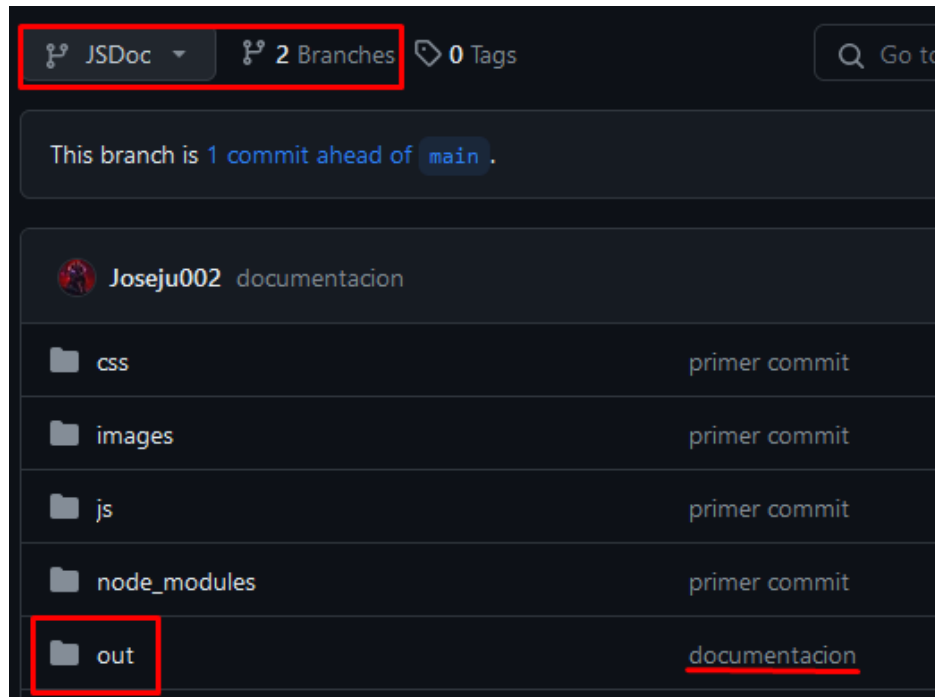 JSDoc 2 Branches 0 Tags Go to
This branch is 1 commit ahead of main .
Joseju002 documentacion
css primer commit
images primer commit
js primer commit
node_modules primer commit
out documentacion